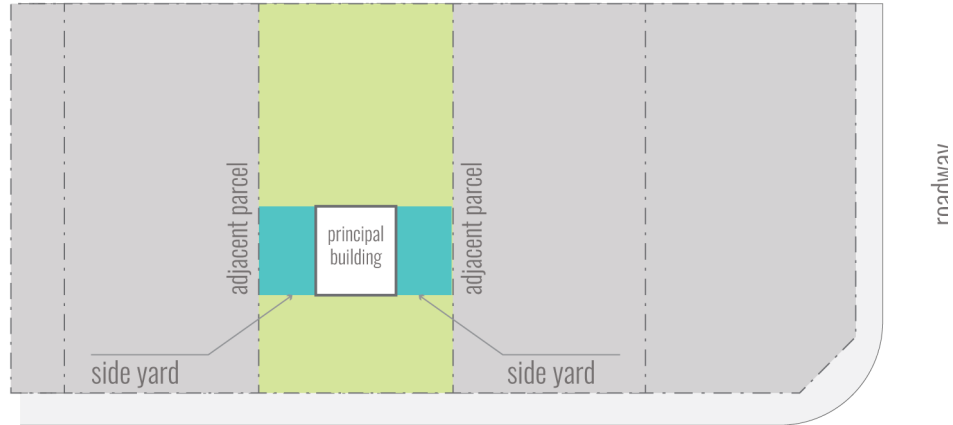 roadway
adjacent parcel
adjacent parcel
principal
building
side yard
side yard